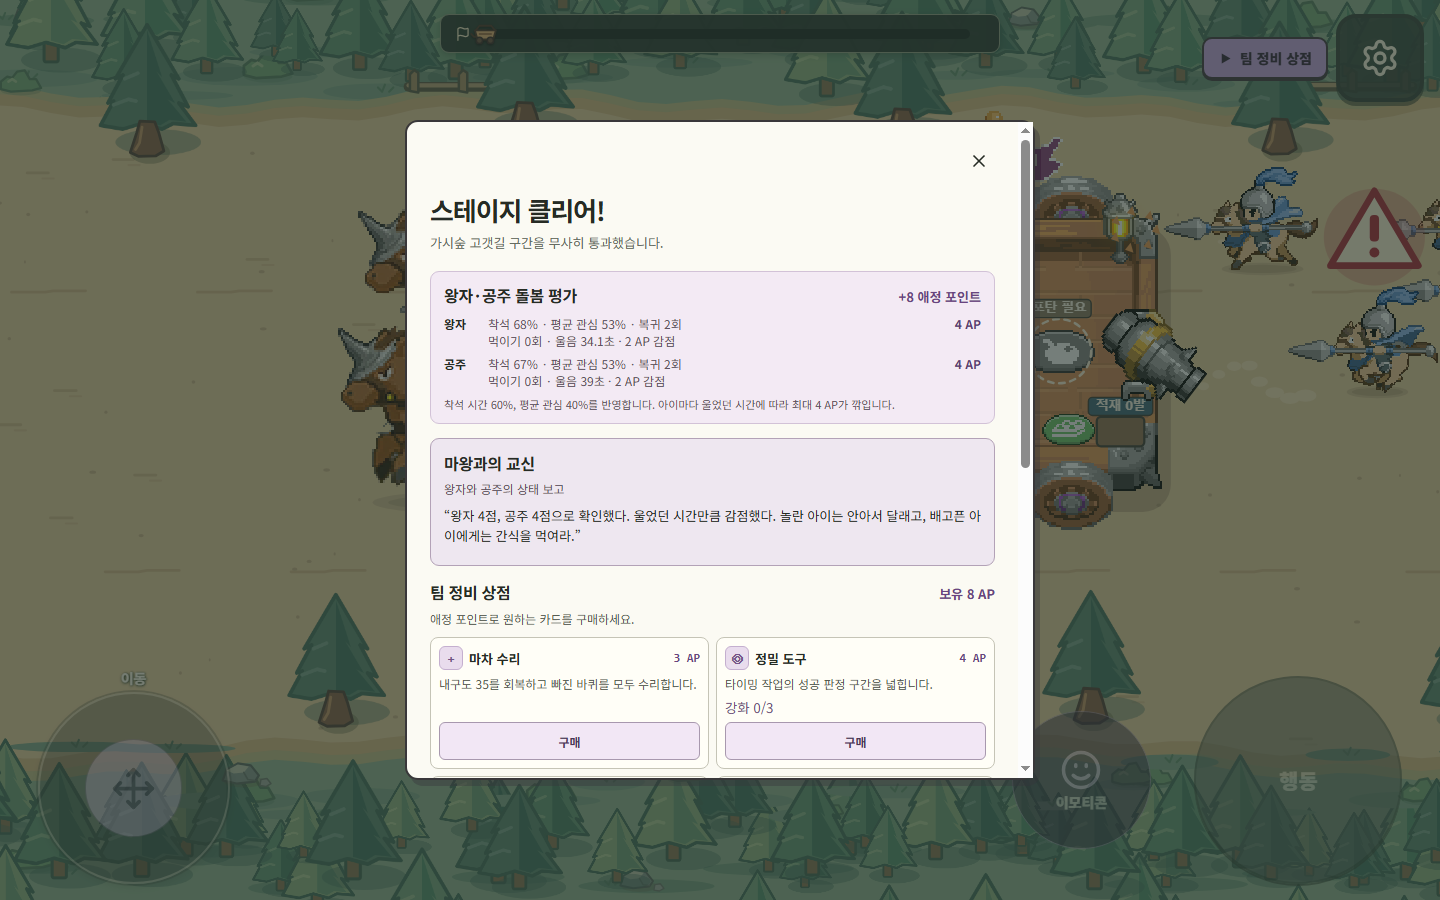 팀 정비 상점
스테이지 클리어!
가시숲 고갯길 구간을 무사히 통과했습니다.
왕자·공주 돌봄 평가
+8 애정 포인트
왕자 착석 68% · 평균 관심 53% · 복귀 2회 4 AP
먹이기 0회 · 울음 34.1초 · 2 AP 감점
공주 착석 67% · 평균 관심 53% · 복귀 2회 4 AP
먹이기 0회 · 울음 39초 · 2 AP 감점
착석 시간 60%, 평균 관심 40%를 반영합니다. 아이마다 울었던 시간에 따라 최대 4 AP가 깎입니다.
마왕과의 교신
왕자와 공주의 상태 보고
“왕자 4점, 공주 4점으로 확인했다. 울었던 시간만큼 감점했다. 놀란 아이는 안아서 달래고, 배고픈 아
이에게는 간식을 먹여라.”
팀 정비 상점
보유 8 AP
애정 포인트로 원하는 카드를 구매하세요.
마차 수리 3 AP
내구도 35를 회복하고 빠진 바퀴를 모두 수리합니다.
구매
정밀 도구 4 AP
타이밍 작업의 성공 판정 구간을 넓힙니다.
강화 0/3
구매
포탄 필요
적재 0발
이동
이모티콘
행동